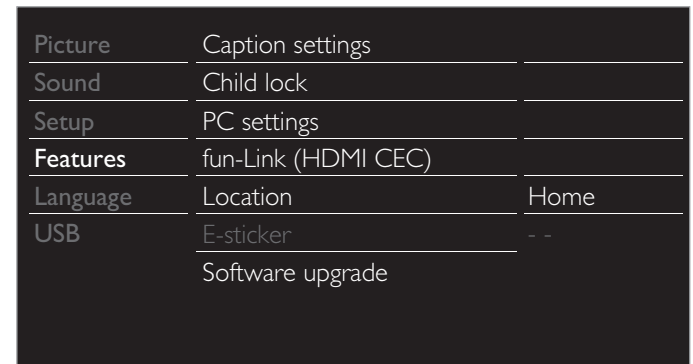 Picture Caption settings
Sound Child lock
Setup PC settings
Features fun-Link (HDMI CEC)
Language Location Home
USB E-sticker - -
Software upgrade